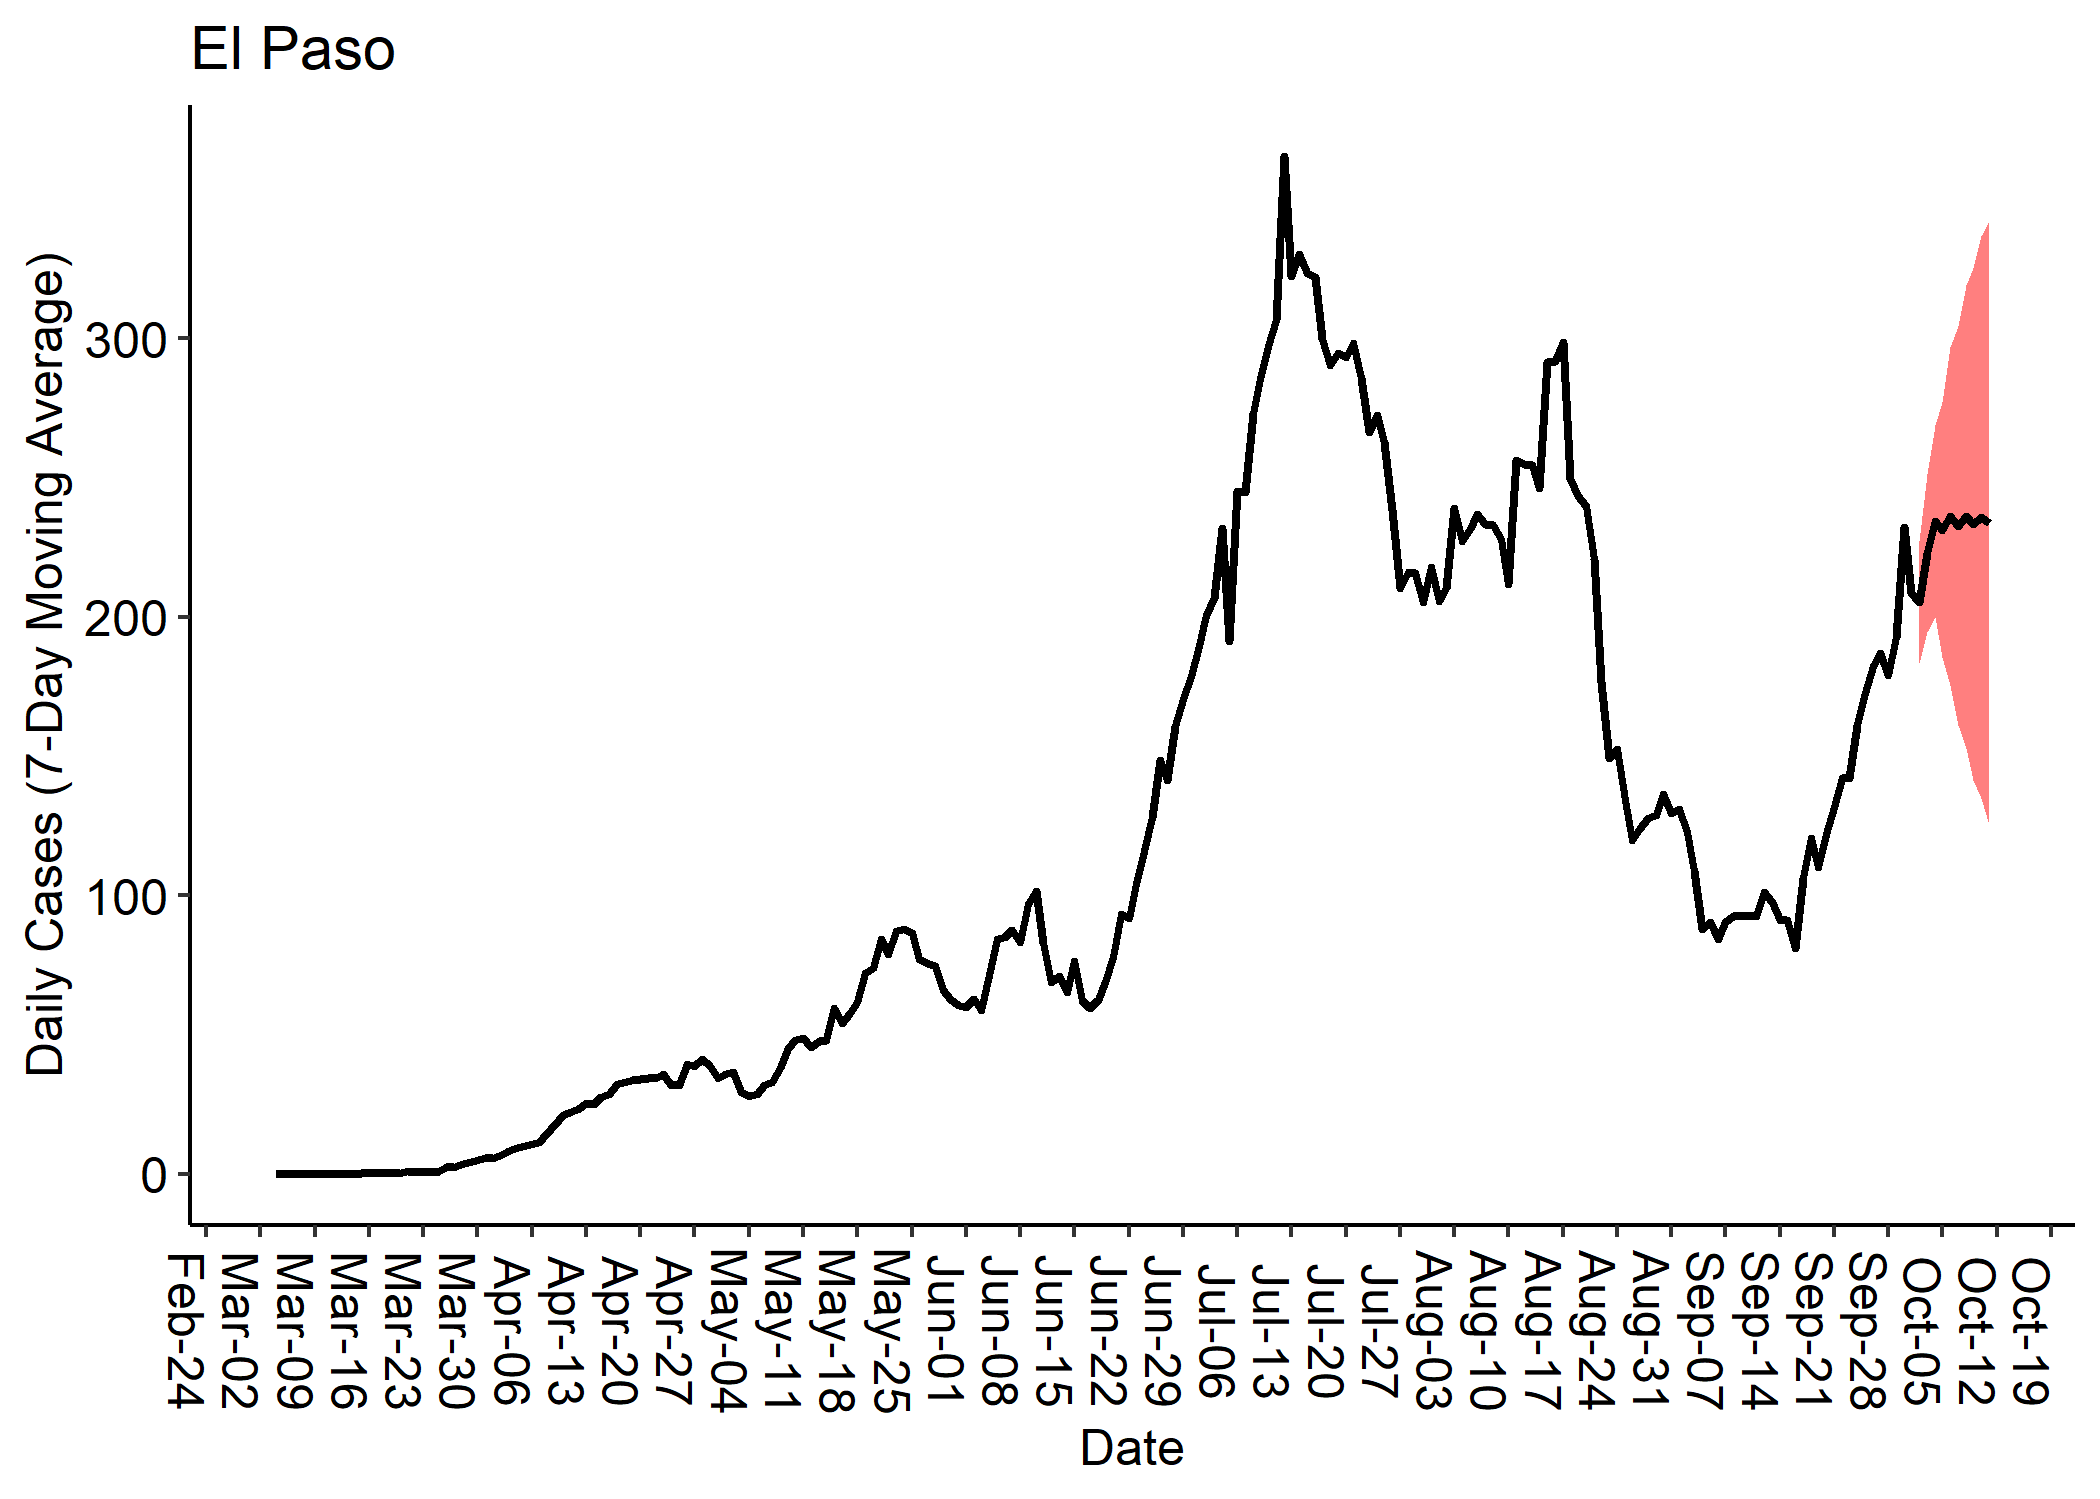 El Paso
Daily Cases (7-Day Moving Average)
300
200
100
0
Feb-24
Mar-02
Mar-09
Mar-16
Mar-23
Mar-30
Apr-06
Apr-13
Apr-20
Apr-27
May-04
May-11
May-18
May-25
Jun-01
Jun-08
Jun-15
Jun-22
Jun-29
Jul-06
Jul-13
Jul-20
Jul-27
Aug-03
Aug-10
Aug-17
Aug-24
Aug-31
Sep-07
Sep-14
Sep-21
Sep-28
Oct-05
Oct-12
Oct-19
Date